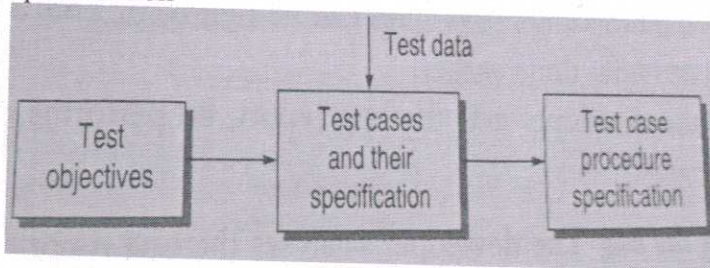 Test data
Test
objectives
Test cases
and their
specification
Test case
procedure
specification